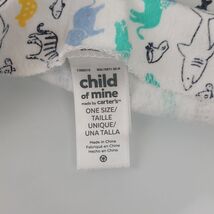 child
of mine
made by carter's
ONE SIZE/
TAILLE
UNIQUE/
UNA TALLA
Made in China
Fabriqué en Chine
Hecho en China